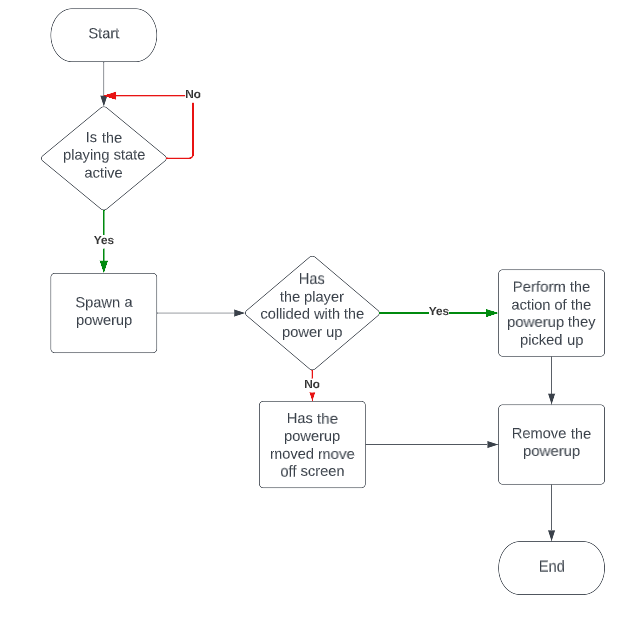 Start
No
Is the
playing state
active
Yes
Spawn a
powerup
Has
the player
collided with the
power up
Yes
Perform the
action of the
powerup they
picked up
No
Has the
powerup
moved move
off screen
Remove the
powerup
End